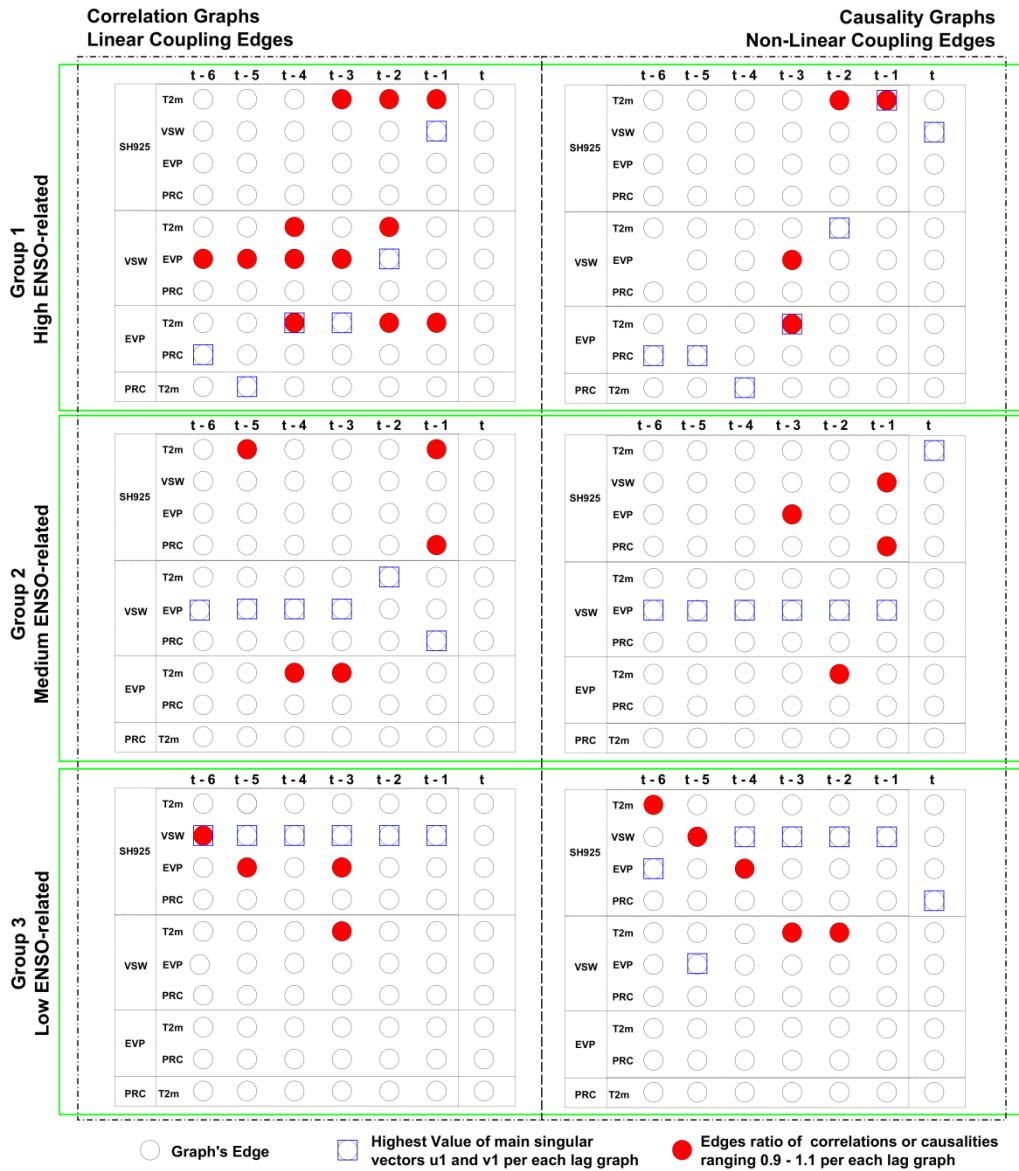 Correlation Graphs
Linear Coupling Edges
Causality Graphs
Non-Linear Coupling Edges
Group 1
High ENSO-related
t - 6 t - 5 t - 4 t - 3 t - 2 t - 1 t
SH925
T2m
VSW
EVP
PRC
VSW
T2m
EVP
PRC
EVP
T2m
PRC
PRC T2m
t - 6 t - 5 t - 4 t - 3 t - 2 t - 1 t
SH925
T2m
VSW
EVP
PRC
VSW
T2m
EVP
PRC
EVP
T2m
PRC
PRC T2m
Group 2
Medium ENSO-related
t - 6 t - 5 t - 4 t - 3 t - 2 t - 1 t
SH925
T2m
VSW
EVP
PRC
VSW
T2m
EVP
PRC
EVP
T2m
PRC
PRC T2m
t - 6 t - 5 t - 4 t - 3 t - 2 t - 1 t
SH925
T2m
VSW
EVP
PRC
VSW
T2m
EVP
PRC
EVP
T2m
PRC
PRC T2m
Group 3
Low ENSO-related
t - 6 t - 5 t - 4 t - 3 t - 2 t - 1 t
SH925
T2m
VSW
EVP
PRC
VSW
T2m
EVP
PRC
EVP
T2m
PRC
PRC T2m
t - 6 t - 5 t - 4 t - 3 t - 2 t - 1 t
SH925
T2m
VSW
EVP
PRC
VSW
T2m
EVP
PRC
EVP
T2m
PRC
PRC T2m
Graph's Edge
Highest Value of main singular
vectors u1 and v1 per each lag graph
Edges ratio of correlations or causalities
ranging 0.9 - 1.1 per each lag graph